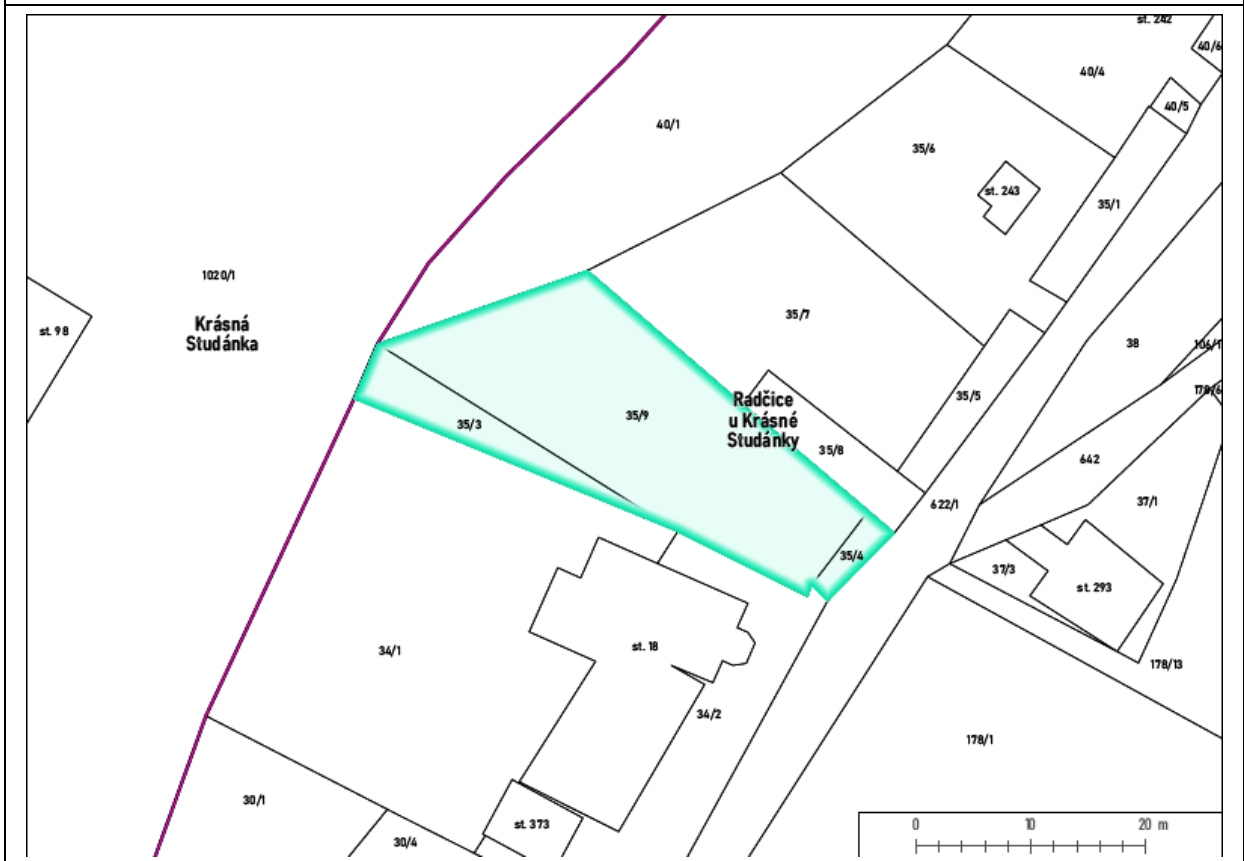 st. 242
40/6
40/4
40/5
40/1
35/6
st. 243
35/1
1020/1
Krásná
Studánka
st. 98
35/7
38
106/1
178/6
35/5
35/3
35/9
Radčice
u Krásné
Studánky
35/8
642
37/1
622/1
35/4
37/3
st. 293
34/1
st. 18
178/13
34/2
178/1
30/1
st. 373
30/4
0 10 20 m